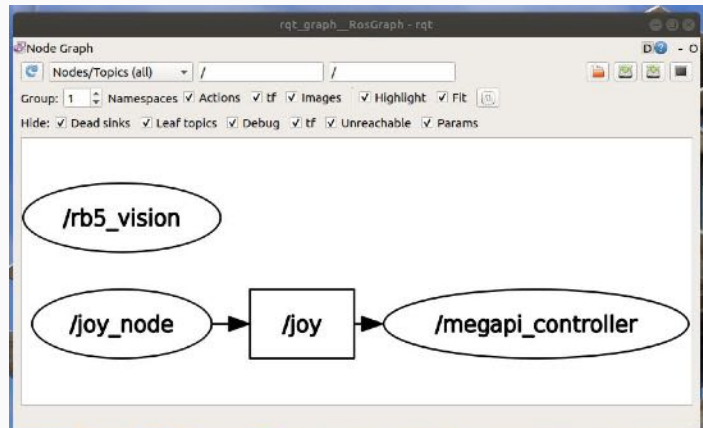 rqt_graph__RosGraph - rqt
Node Graph D - O
Nodes/Topics (all) / /
Group: 1 Namespaces Actions tf Images Highlight Fit
Hide: Dead sinks Leaf topics Debug tf Unreachable Params
/rb5_vision
/joy_node /joy /megapi_controller